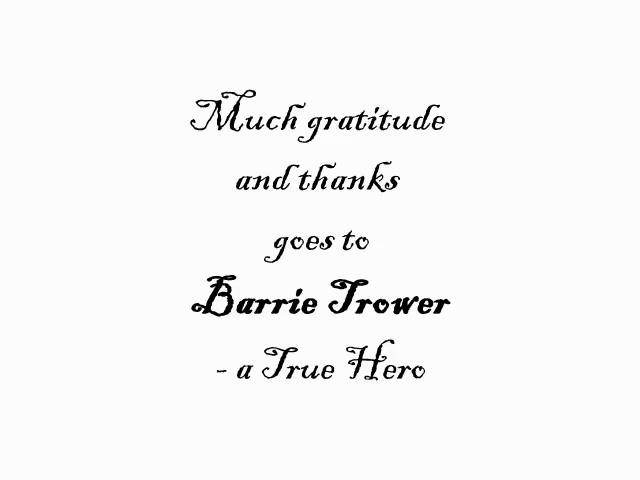 Much gratitude
and thanks
goes to
Barrie Trower
- a True Hero